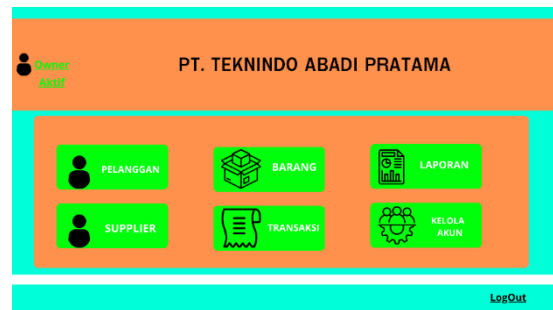 PT. TEKNINDO ABADI PRATAMA
Owner
Aktif
PELANGGAN
BARANG
LAPORAN
SUPPLIER
TRANSAKSI
KELOLA
AKUN
LogOut